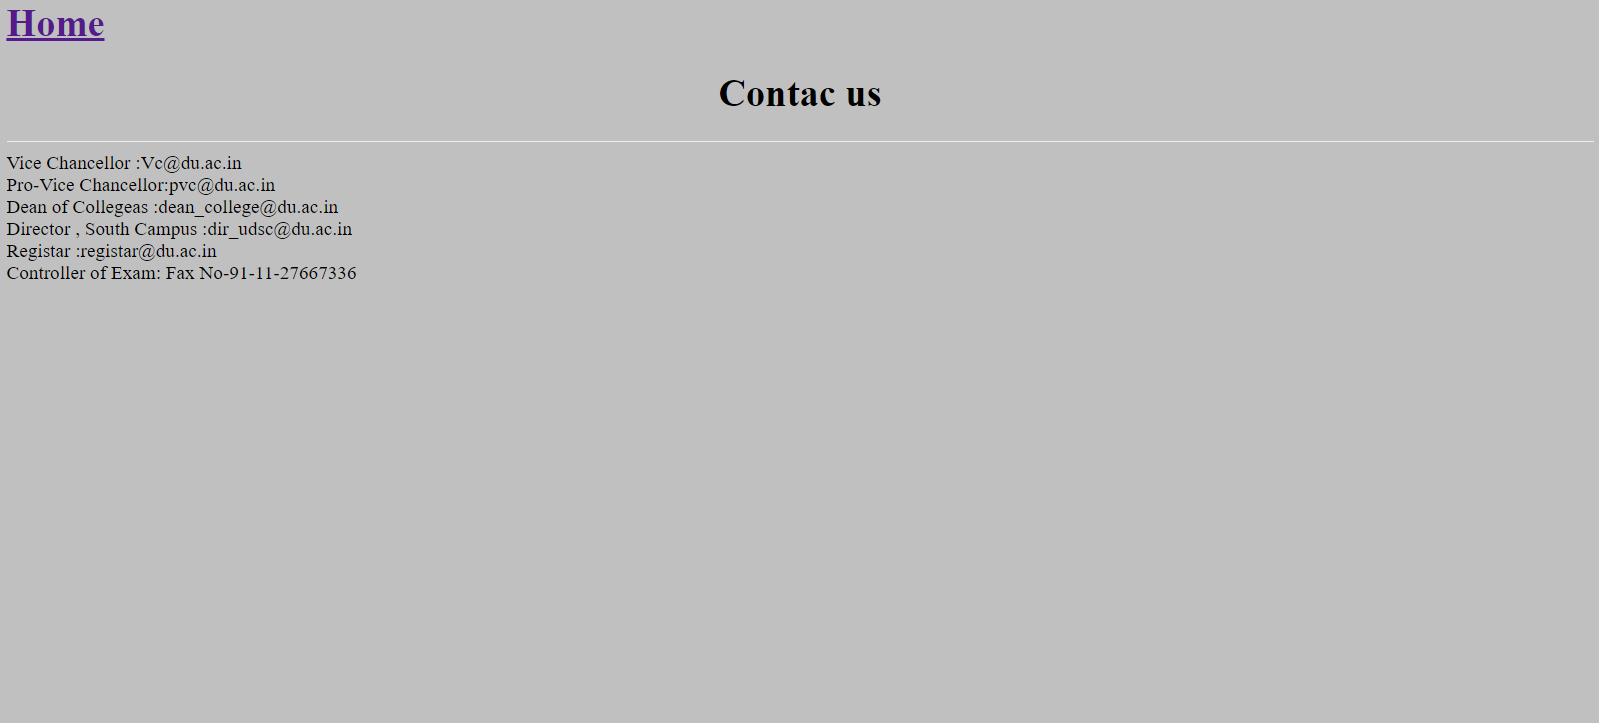 Home
Contac us
Vice Chancellor :Vc@du.ac.in
Pro-Vice Chancellor:pvc@du.ac.in
Dean of Collegeas :dean_college@du.ac.in
Director , South Campus :dir_udsc@du.ac.in
Registar :registar@du.ac.in
Controller of Exam: Fax No-91-11-27667336